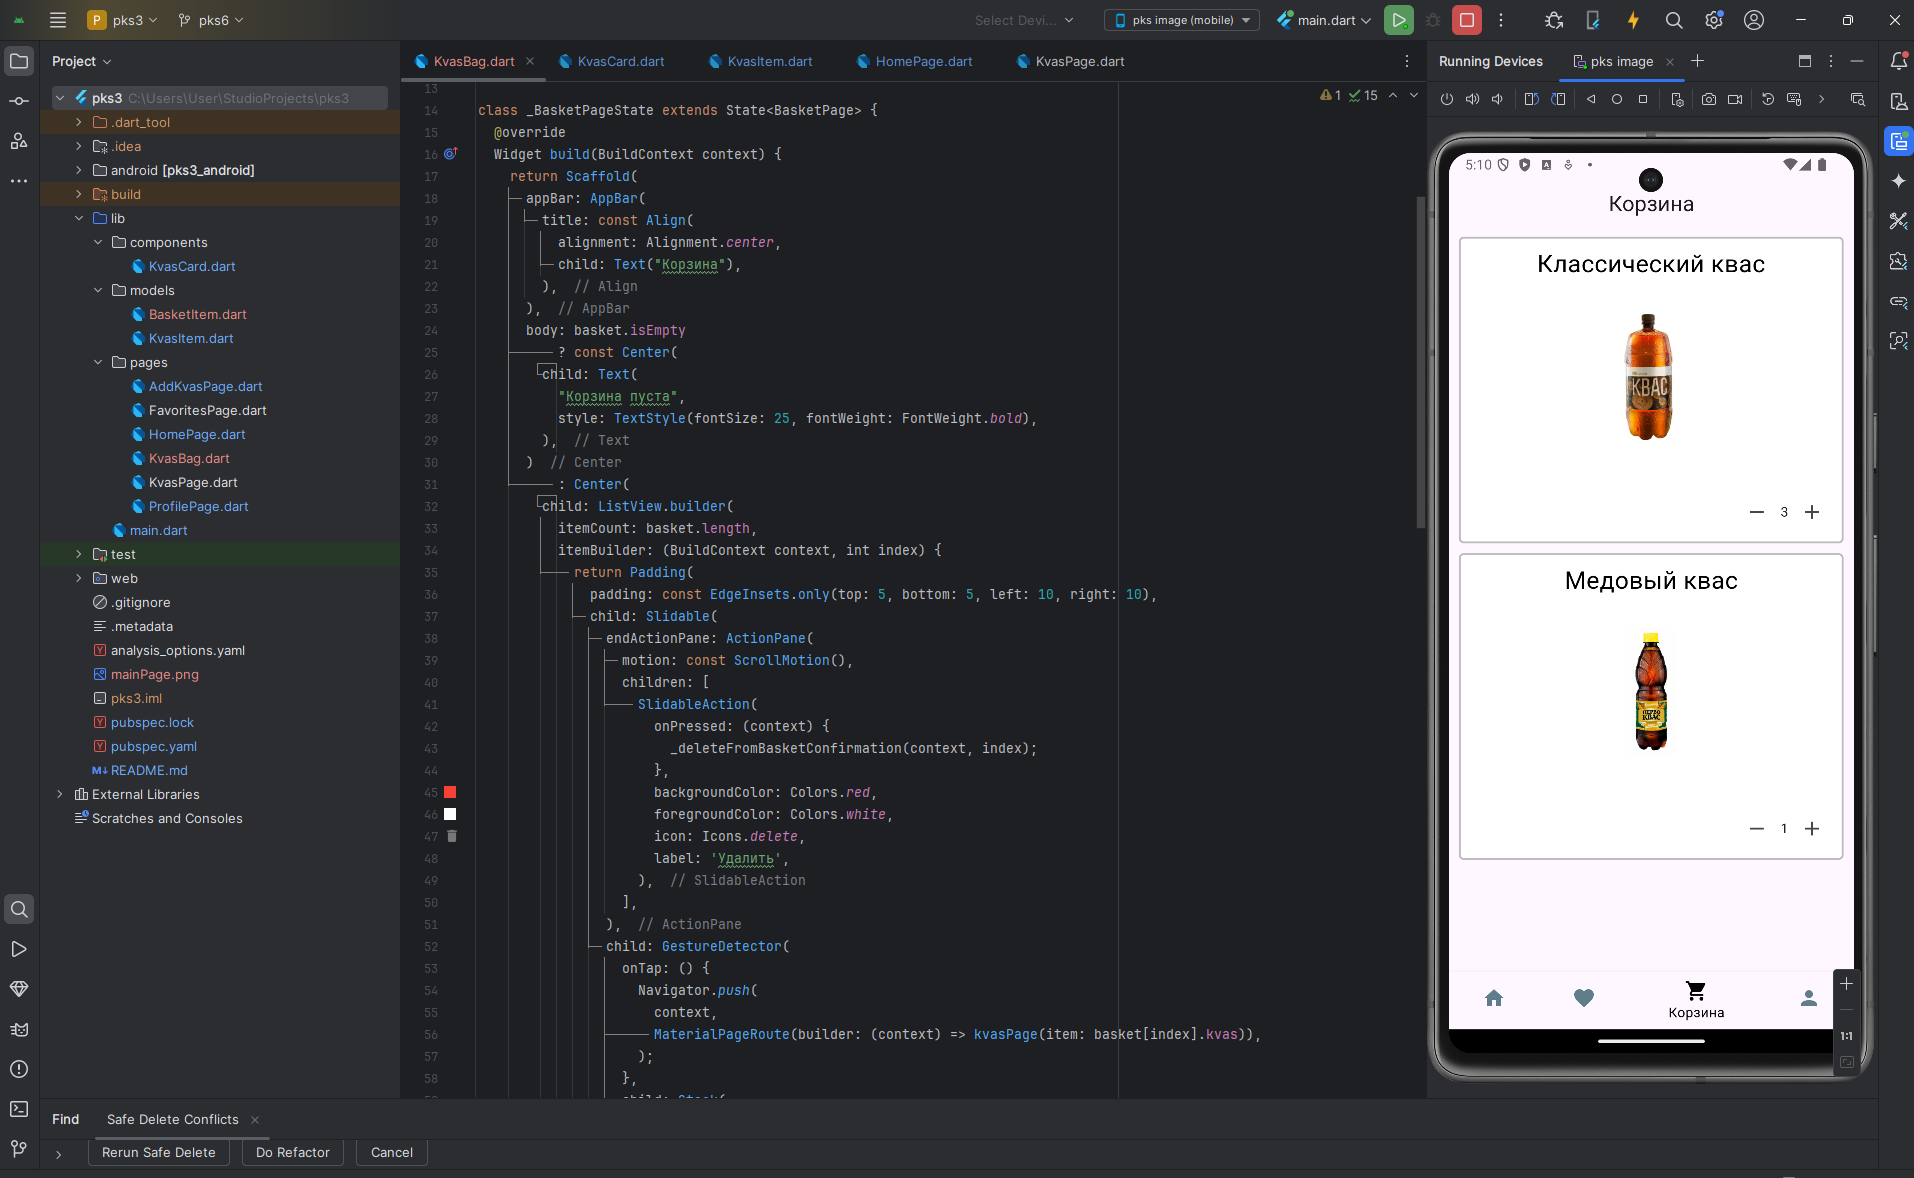 P pks3 pks6 Select Devi... pks image (mobile) main.dart
Project
pks3 C:\Users\User\StudioProjects\pks3
.dart_tool
.idea
android [pks3_android]
build
lib
components
KvasCard.dart
models
BasketItem.dart
KvasItem.dart
pages
AddKvasPage.dart
FavoritesPage.dart
HomePage.dart
KvasBag.dart
KvasPage.dart
ProfilePage.dart
main.dart
test
web
.gitignore
.metadata
analysis_options.yaml
mainPage.png
pks3.iml
pubspec.lock
pubspec.yaml
M↓ README.md
External Libraries
Scratches and Consoles
KvasBag.dart KvasCard.dart KvasItem.dart HomePage.dart KvasPage.dart
1 15
13
14 class _BasketPageState extends State<BasketPage> {
15 @override
16 Widget build(BuildContext context) {
17 return Scaffold(
18 appBar: AppBar(
19 title: const Align(
20 alignment: Alignment.center,
21 child: Text("Корзина"),
22 ), // Align
23 ), // AppBar
24 body: basket.isEmpty
25 ? const Center(
26 child: Text(
27 "Корзина пуста",
28 style: TextStyle(fontSize: 25, fontWeight: FontWeight.bold),
29 ), // Text
30 ) // Center
31 : Center(
32 child: ListView.builder(
33 itemCount: basket.length,
34 itemBuilder: (BuildContext context, int index) {
35 return Padding(
36 padding: const EdgeInsets.only(top: 5, bottom: 5, left: 10, right: 10),
37 child: Slidable(
38 endActionPane: ActionPane(
39 motion: const ScrollMotion(),
40 children: [
41 SlidableAction(
42 onPressed: (context) {
43 _deleteFromBasketConfirmation(context, index);
44 },
45 backgroundColor: Colors.red,
46 foregroundColor: Colors.white,
47 icon: Icons.delete,
48 label: 'Удалить',
49 ), // SlidableAction
50 ],
51 ), // ActionPane
52 child: GestureDetector(
53 onTap: () {
54 Navigator.push(
55 context,
56 MaterialPageRoute(builder: (context) => kvasPage(item: basket[index].kvas)),
57 );
58 },
Running Devices pks image
5:10
Корзина
Классический квас
КВАС
3
Медовый квас
КВАС
1
Корзина
1:1
Find Safe Delete Conflicts
Rerun Safe Delete Do Refactor Cancel